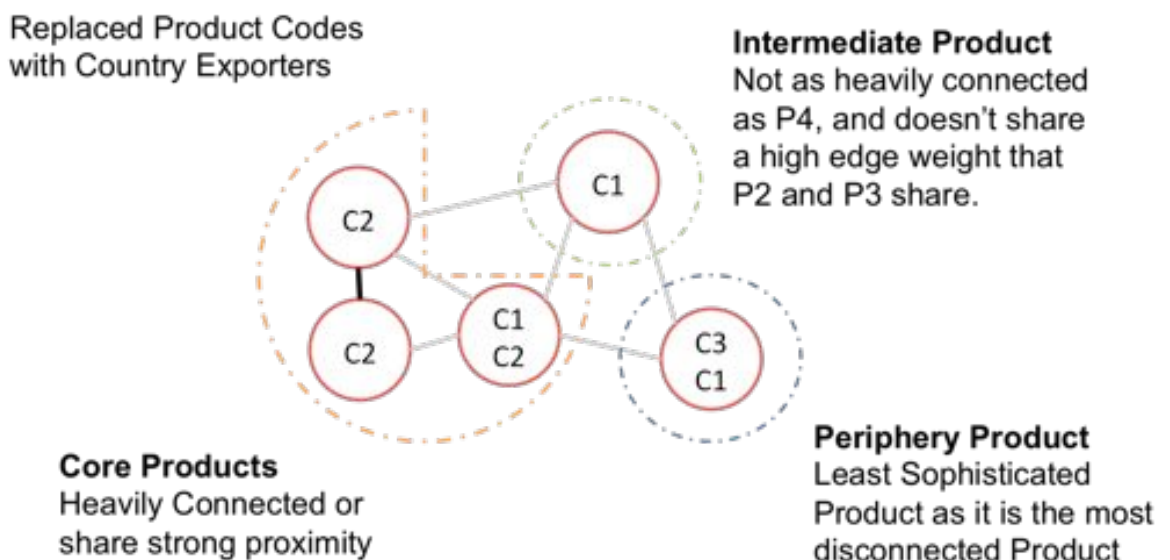 Replaced Product Codes
with Country Exporters
Intermediate Product
Not as heavily connected
as P4, and doesn't share
a high edge weight that
P2 and P3 share.
C1
C2
C1
C2
C2
C3
C1
Core Products
Heavily Connected or
share strong proximity
Periphery Product
Least Sophisticated
Product as it is the most
disconnected Product